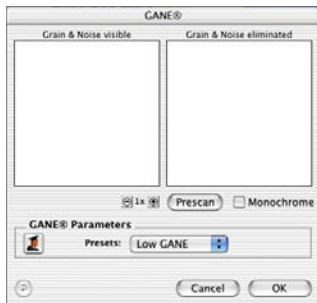 GANE®
Grain & Noise visible
Grain & Noise eliminated
1x
Prescan
Monochrome
GANE® Parameters
Presets:
Low GANE
Cancel
OK